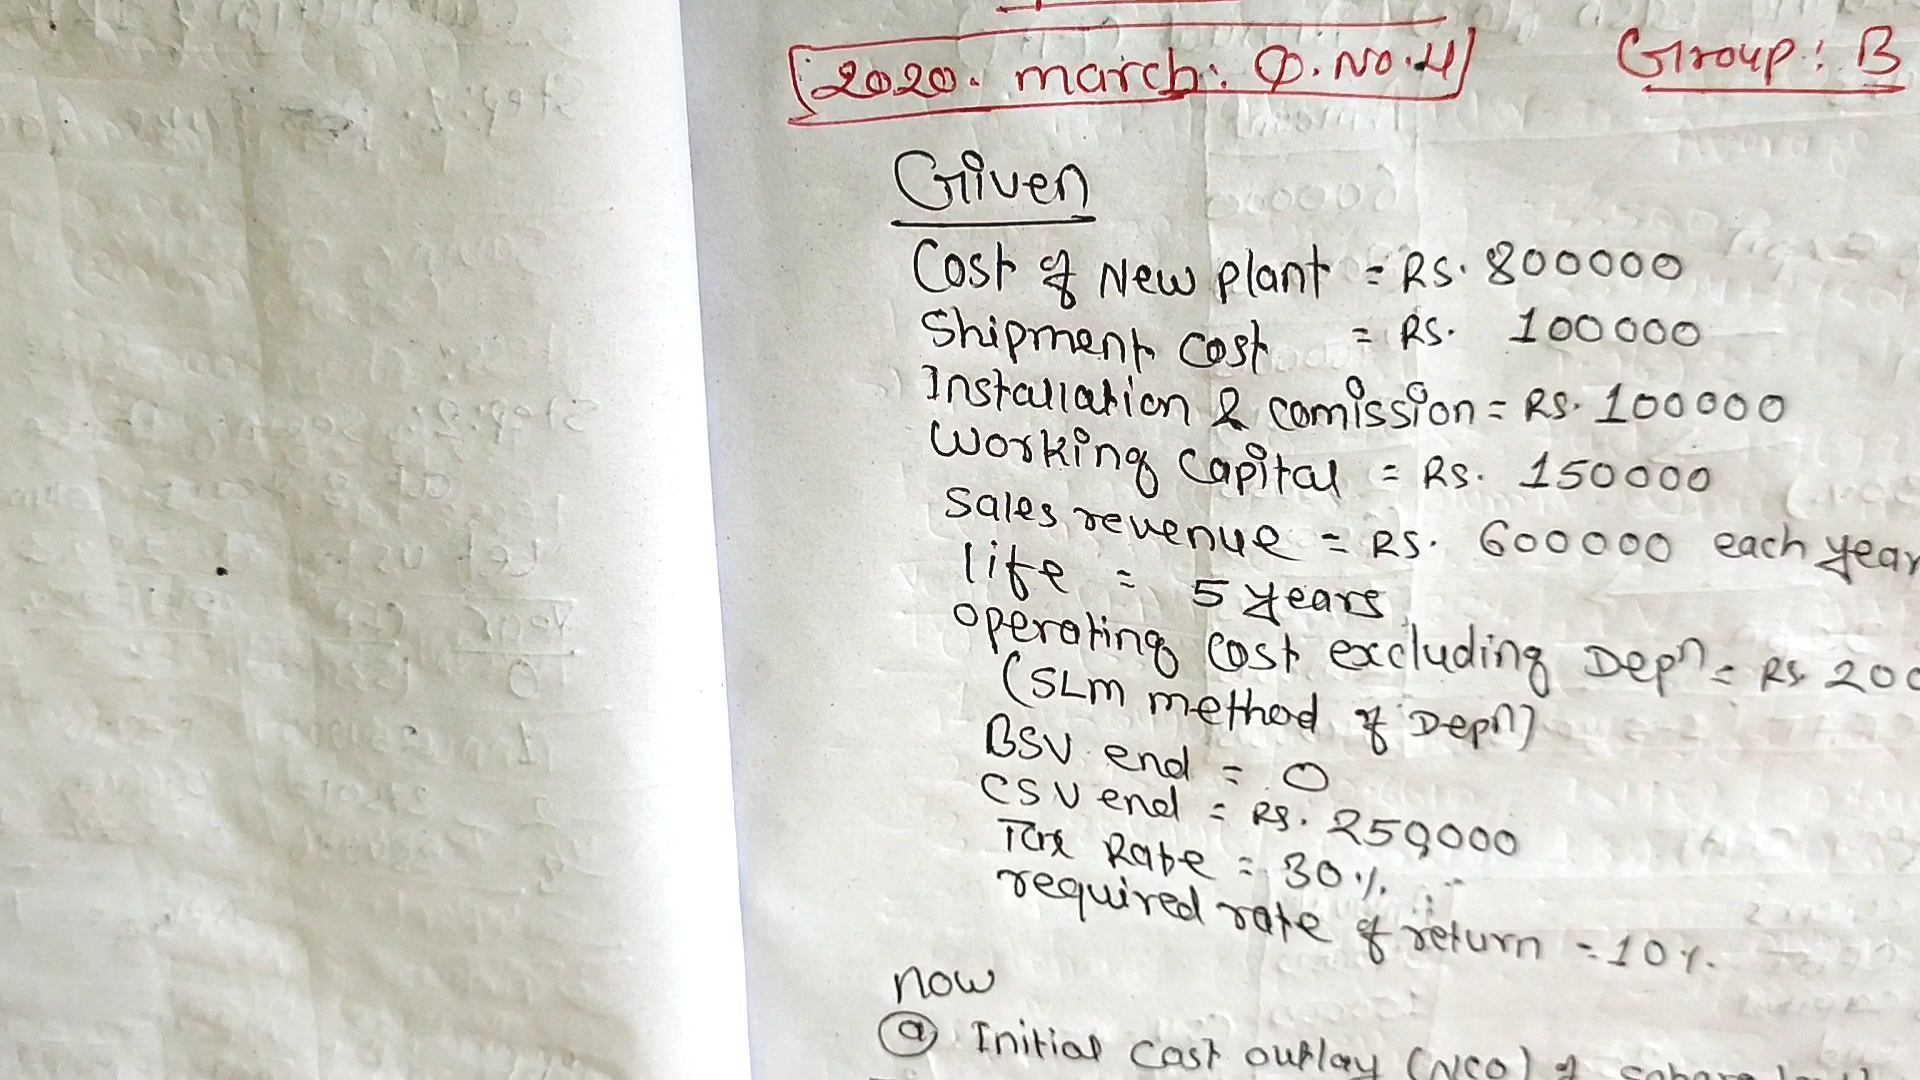 2020. march: Q.NO.4
Group: B
Given
Cost of New plant = RS. 800000
Shipment cost = RS. 100000
Installation & comission = RS. 100000
Working capital = RS. 150000
Sales revenue = RS. 600000 each year
life = 5 years
operating cost excluding Depn = RS 200
(SLM method of Depn)
BSV end = 0
CSV end = RS. 250000
Tax Rate = 30%.
required rate of return = 10%.
now
(a) Initial cast outlay (NCO) of